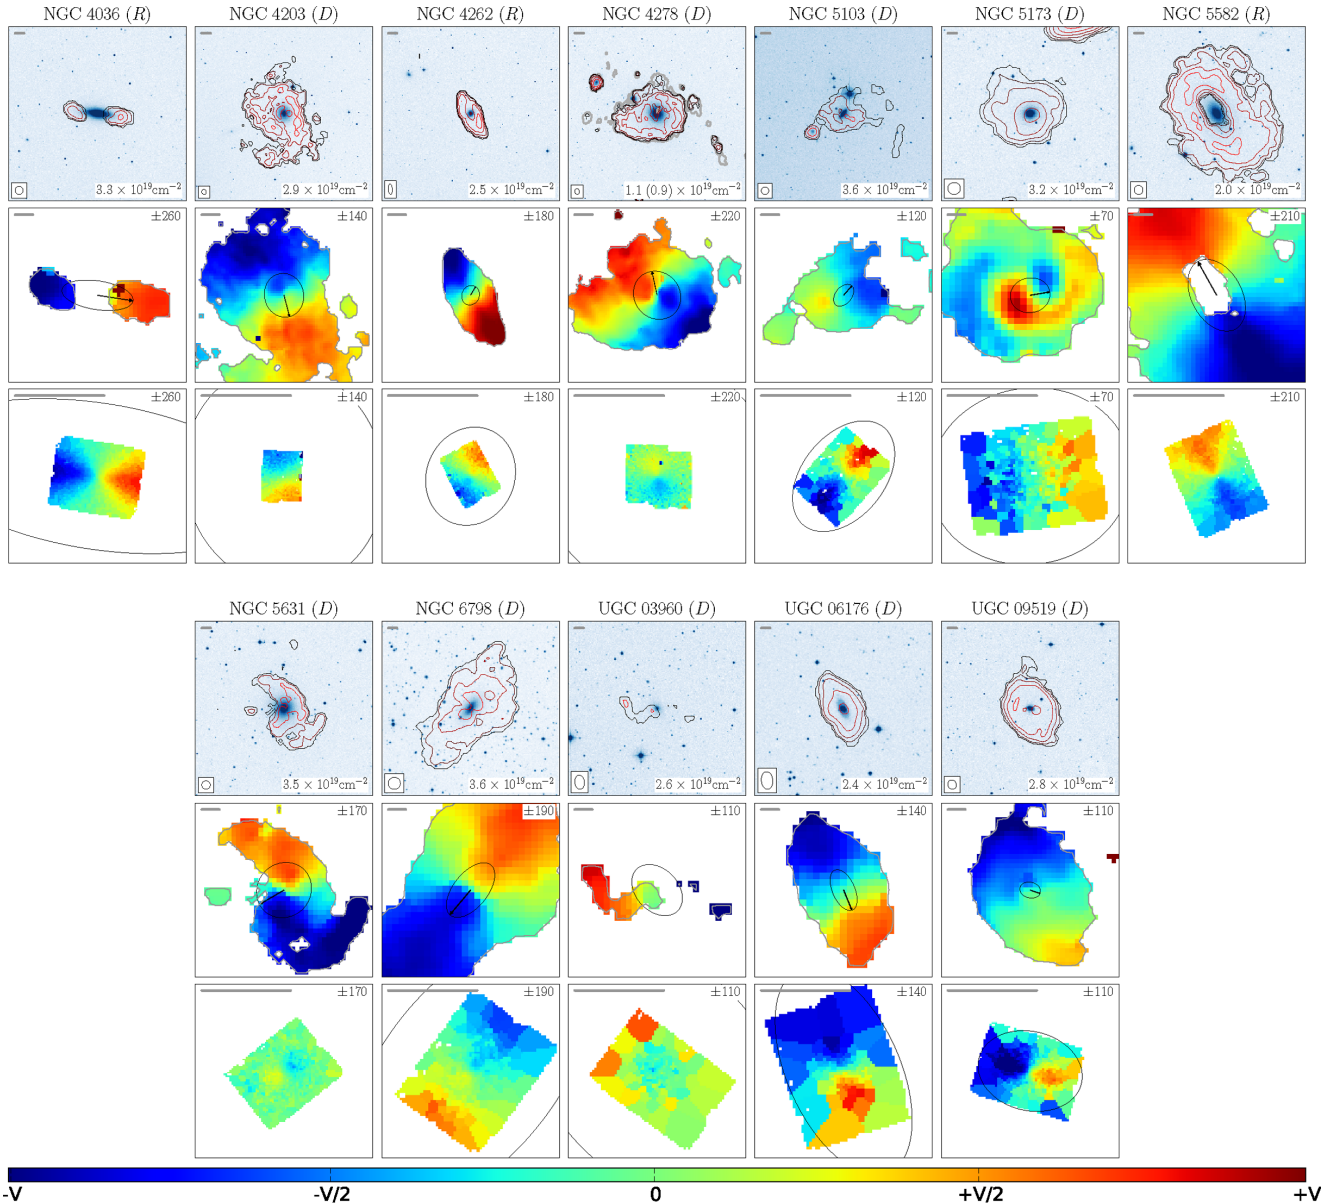 NGC 4036 (R) NGC 4203 (D) NGC 4262 (R) NGC 4278 (D) NGC 5103 (D) NGC 5173 (D) NGC 5582 (R)
3.3 × 10¹⁹cm⁻² 2.9 × 10¹⁹cm⁻² 2.5 × 10¹⁹cm⁻² 1.1 (0.9) × 10¹⁹cm⁻² 3.6 × 10¹⁹cm⁻² 3.2 × 10¹⁹cm⁻² 2.0 × 10¹⁹cm⁻²
±260 ±140 ±180 ±220 ±120 ±70 ±210
±260 ±140 ±180 ±220 ±120 ±70 ±210
NGC 5631 (D) NGC 6798 (D) UGC 03960 (D) UGC 06176 (D) UGC 09519 (D)
3.5 × 10¹⁹cm⁻² 3.6 × 10¹⁹cm⁻² 2.6 × 10¹⁹cm⁻² 2.4 × 10¹⁹cm⁻² 2.8 × 10¹⁹cm⁻²
±170 ±190 ±110 ±140 ±110
±170 ±190 ±110 ±140 ±110
-V -V/2 0 +V/2 +V